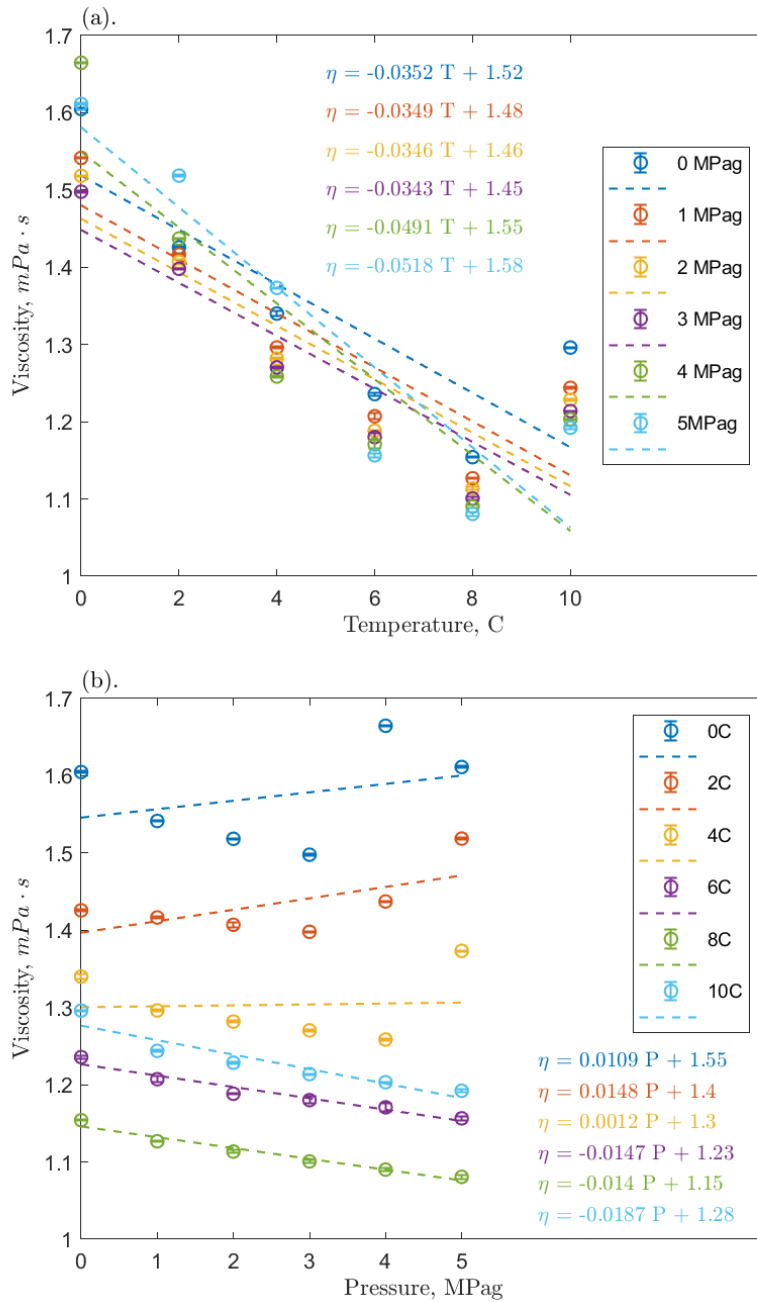 (a).
1.7
1.6
1.5
1.4
1.3
1.2
1.1
1
Viscosity, mPa · s
η = -0.0352 T + 1.52
η = -0.0349 T + 1.48
η = -0.0346 T + 1.46
η = -0.0343 T + 1.45
η = -0.0491 T + 1.55
η = -0.0518 T + 1.58
0 MPag
1 MPag
2 MPag
3 MPag
4 MPag
5MPag
0 2 4 6 8 10
Temperature, C
(b).
1.7
1.6
1.5
1.4
1.3
1.2
1.1
1
Viscosity, mPa · s
0C
2C
4C
6C
8C
10C
η = 0.0109 P + 1.55
η = 0.0148 P + 1.4
η = 0.0012 P + 1.3
η = -0.0147 P + 1.23
η = -0.014 P + 1.15
η = -0.0187 P + 1.28
0 1 2 3 4 5
Pressure, MPag